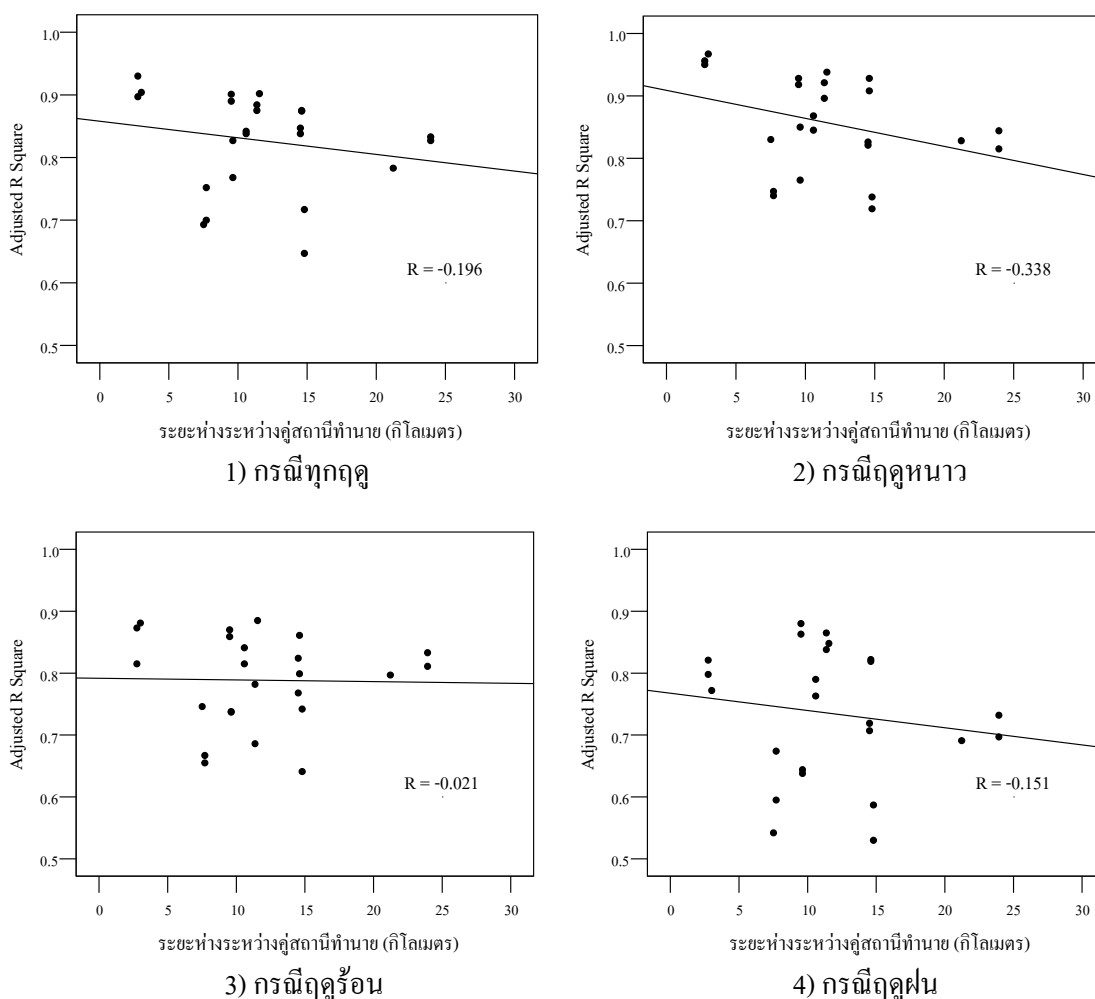 1.0
0.9
0.8
0.7
0.6
0.5
Adjusted R Square
R = -0.196
0 5 10 15 20 25 30
ระยะห่างระหว่างคู่สถานีทำนาย (กิโลเมตร)
1) กรณีทุกฤดู
1.0
0.9
0.8
0.7
0.6
0.5
Adjusted R Square
R = -0.338
0 5 10 15 20 25 30
ระยะห่างระหว่างคู่สถานีทำนาย (กิโลเมตร)
2) กรณีฤดูหนาว
1.0
0.9
0.8
0.7
0.6
0.5
Adjusted R Square
R = -0.021
0 5 10 15 20 25 30
ระยะห่างระหว่างคู่สถานีทำนาย (กิโลเมตร)
3) กรณีฤดูร้อน
1.0
0.9
0.8
0.7
0.6
0.5
Adjusted R Square
R = -0.151
0 5 10 15 20 25 30
ระยะห่างระหว่างคู่สถานีทำนาย (กิโลเมตร)
4) กรณีฤดูฝน